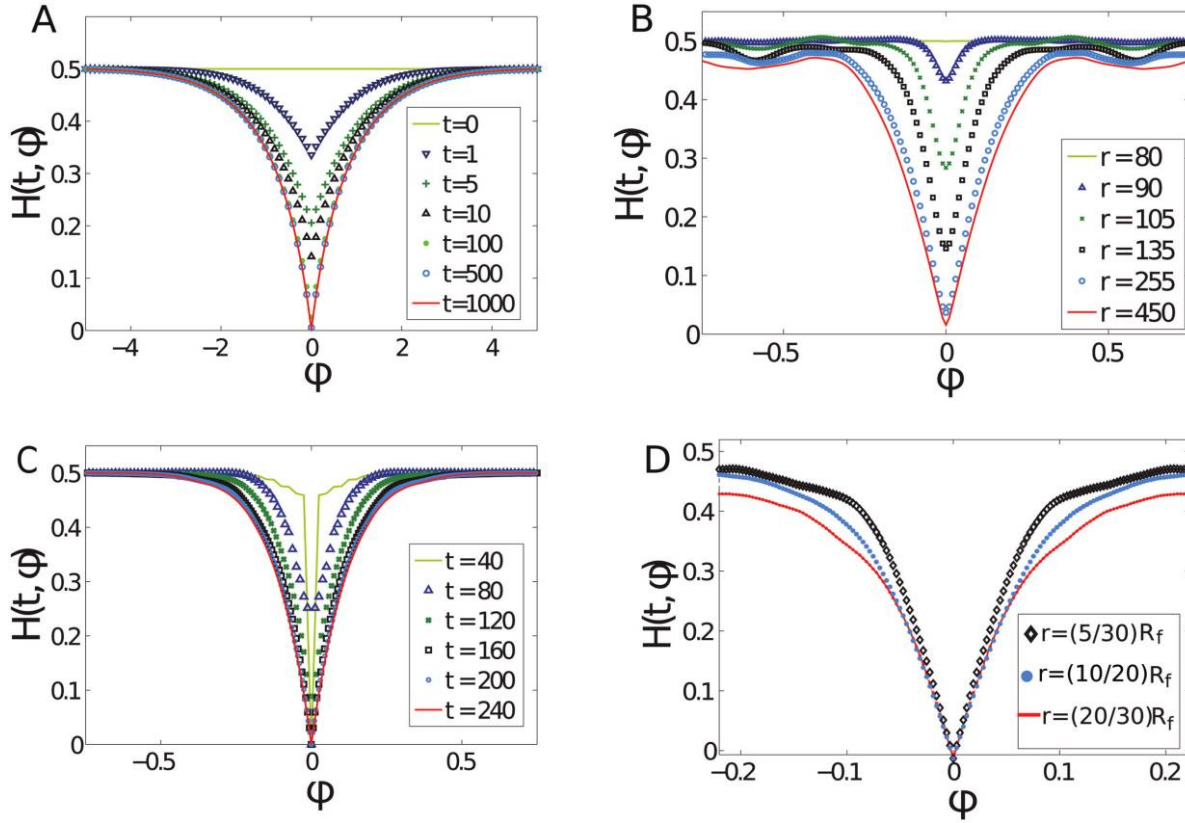 A
H(t, φ)
0.5
0.4
0.3
0.2
0.1
0
−4
−2
0
2
4
φ
t=0
t=1
t=5
t=10
t=100
t=500
t=1000
B
H(t, φ)
0.5
0.4
0.3
0.2
0.1
0
−0.5
0
0.5
φ
r=80
r=90
r=105
r=135
r=255
r=450
C
H(t, φ)
0.5
0.4
0.3
0.2
0.1
0
−0.5
0
0.5
φ
t=40
t=80
t=120
t=160
t=200
t=240
D
H(t, φ)
0.5
0.4
0.3
0.2
0.1
0
−0.2
−0.1
0
0.1
0.2
φ
r=(5/30)R_f
r=(10/20)R_f
r=(20/30)R_f